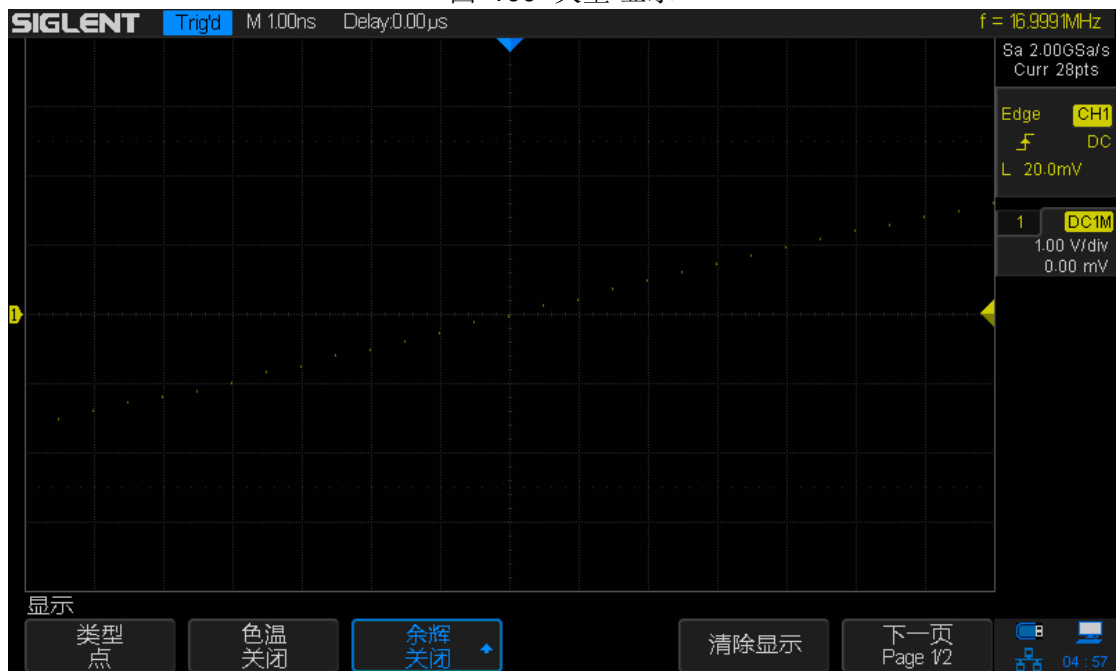 SIGLENT Trig'd M 1.00ns Delay:0.00µs f = 16.9991MHz
Sa 2.00GSa/s
Curr 28pts
Edge CH1
DC
L 20.0mV
1 DC1M
1.00 V/div
0.00 mV
1
显示
类型
点
色温
关闭
余辉
关闭
清除显示
下一页
Page 1/2
04 : 57